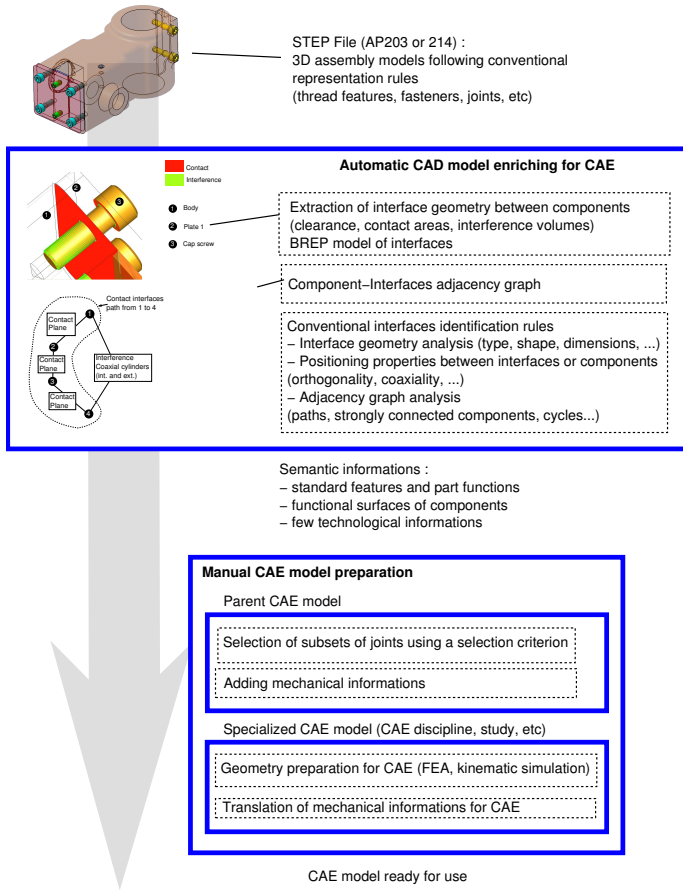 STEP File (AP203 or 214) :
3D assembly models following conventional
representation rules
(thread features, fasteners, joints, etc)
Automatic CAD model enriching for CAE
Contact
Interference
1 Body
2 Plate 1
3 Cap screw
1
2
3
Extraction of interface geometry between components
(clearance, contact areas, interference volumes)
BREP model of interfaces
Component−Interfaces adjacency graph
Contact interfaces
path from 1 to 4
Contact
Plane
1
2
Contact
Plane
3
Contact
Plane
4
Interference
Coaxial cylinders
(int. and ext.)
Conventional interfaces identification rules
− Interface geometry analysis (type, shape, dimensions, ...)
− Positioning properties between interfaces or components
(orthogonality, coaxiality, ...)
− Adjacency graph analysis
(paths, strongly connected components, cycles...)
Semantic informations :
− standard features and part functions
− functional surfaces of components
− few technological informations
Manual CAE model preparation
Parent CAE model
Selection of subsets of joints using a selection criterion
Adding mechanical informations
Specialized CAE model (CAE discipline, study, etc)
Geometry preparation for CAE (FEA, kinematic simulation)
Translation of mechanical informations for CAE
CAE model ready for use